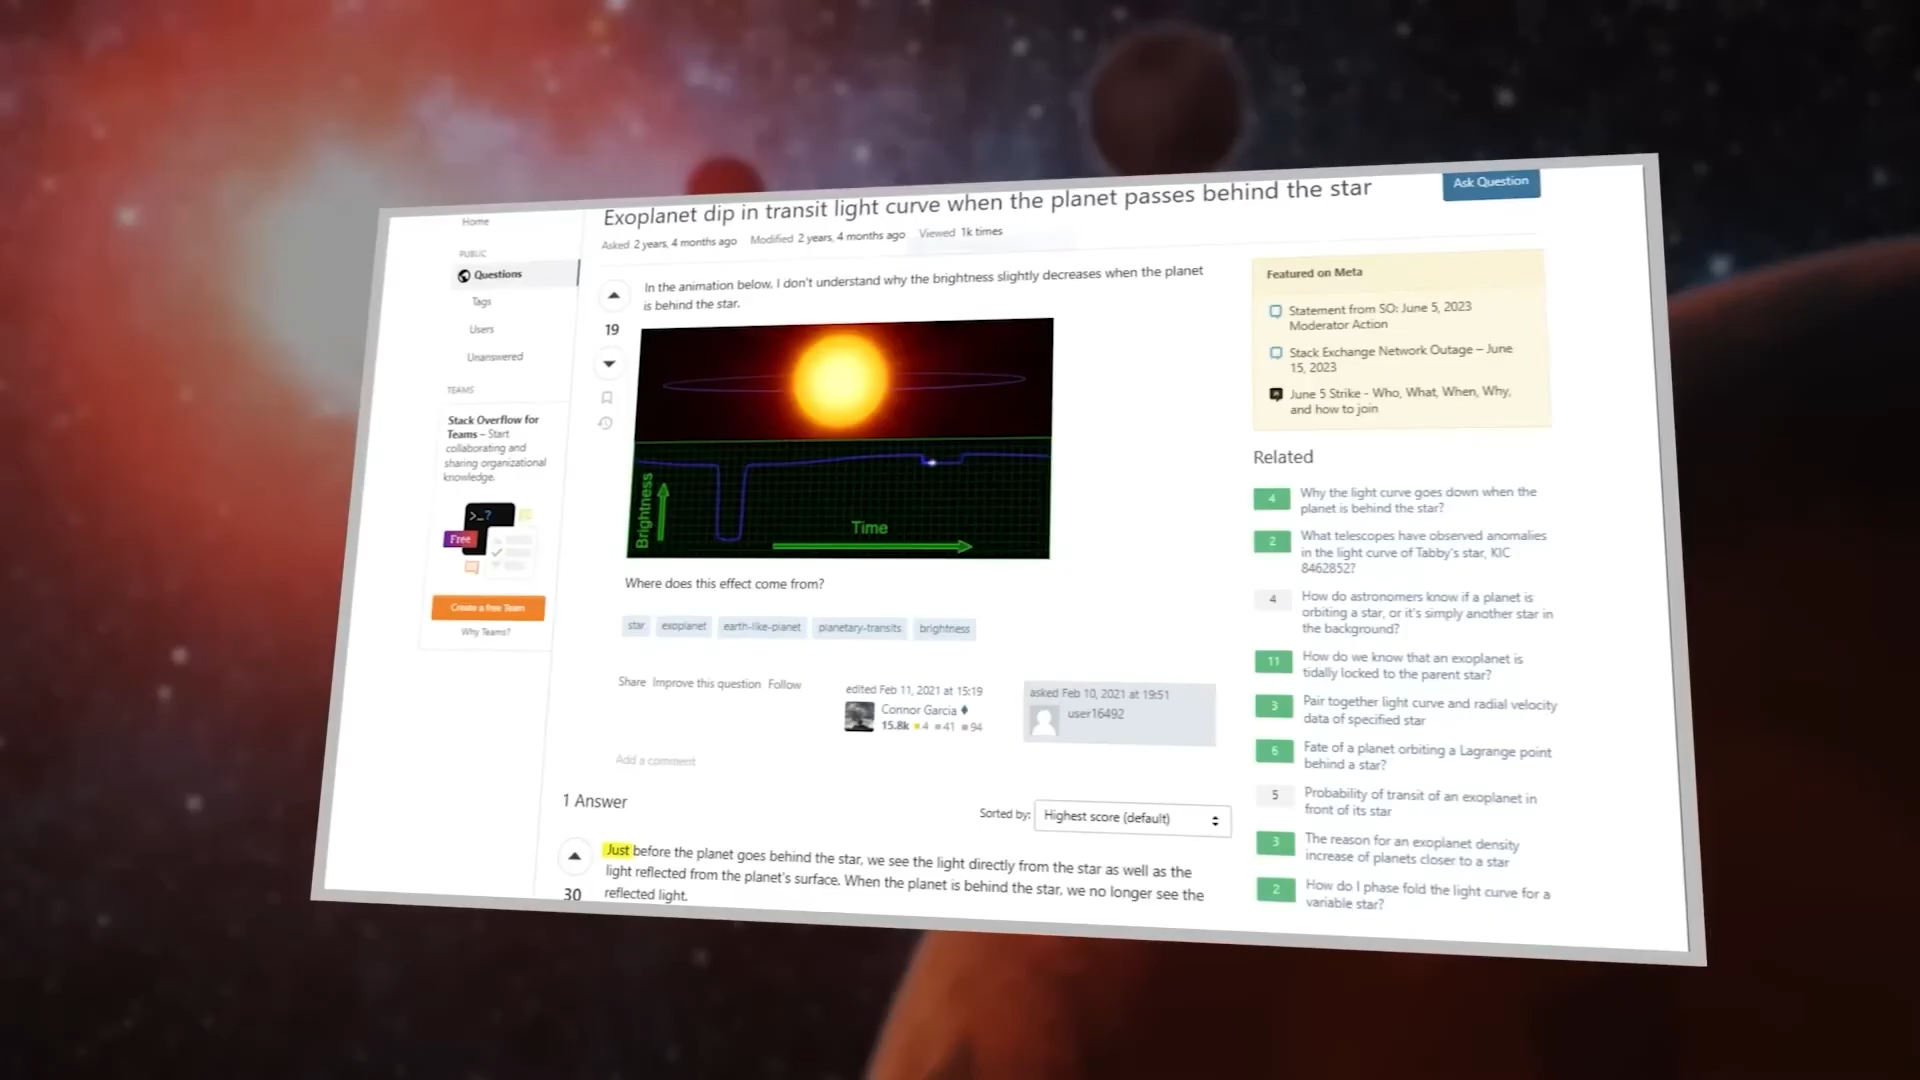 Exoplanet dip in transit light curve when the planet passes behind the star
Ask Question
Asked 2 years, 4 months ago Modified 2 years, 4 months ago Viewed 1k times
Home
PUBLIC
Questions
Tags
Users
Unanswered
TEAMS
Stack Overflow for
Teams – Start
collaborating and
sharing organizational
knowledge.
>_?
Free
Create a free Team
Why Teams?
19
In the animation below, I don't understand why the brightness slightly decreases when the planet
is behind the star.
Brightness
Time
Where does this effect come from?
star exoplanet earth-like-planet planetary-transits brightness
Share Improve this question Follow
edited Feb 11, 2021 at 15:19
Connor Garcia ♦
15.8k 4 41 94
asked Feb 10, 2021 at 19:51
user16492
Add a comment
1 Answer
Sorted by: Highest score (default)
30
Just before the planet goes behind the star, we see the light directly from the star as well as the
light reflected from the planet's surface. When the planet is behind the star, we no longer see the
reflected light.
Featured on Meta
Statement from SO: June 5, 2023
Moderator Action
Stack Exchange Network Outage – June
15, 2023
June 5 Strike - Who, What, When, Why,
and how to join
Related
4 Why the light curve goes down when the
planet is behind the star?
2 What telescopes have observed anomalies
in the light curve of Tabby's star, KIC
8462852?
4 How do astronomers know if a planet is
orbiting a star, or it's simply another star in
the background?
11 How do we know that an exoplanet is
tidally locked to the parent star?
3 Pair together light curve and radial velocity
data of specified star
6 Fate of a planet orbiting a Lagrange point
behind a star?
5 Probability of transit of an exoplanet in
front of its star
3 The reason for an exoplanet density
increase of planets closer to a star
2 How do I phase fold the light curve for a
variable star?